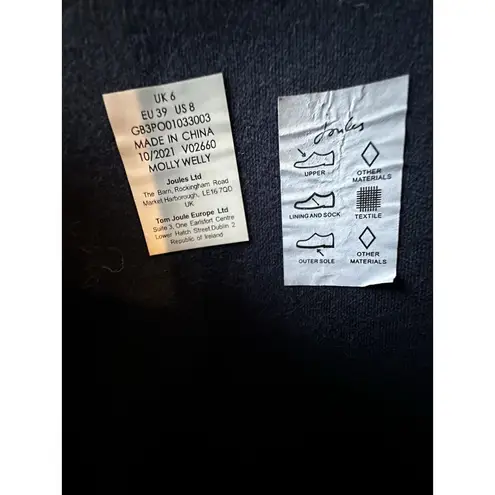 UK 6
EU 39 US 8
GB3PO01033003
MADE IN CHINA
10/2021 V02660
MOLLY WELLY
Joules Ltd
The Barn, Rockingham Road
Market Harborough, LE16 7QD
UK
Tom Joule Europe Ltd
Suite 3, One Earlsfort Centre
Lower Hatch Street,Dublin 2
Republic of Ireland
Joules
UPPER
OTHER
MATERIALS
LINING AND SOCK
TEXTILE
OUTER SOLE
OTHER
MATERIALS